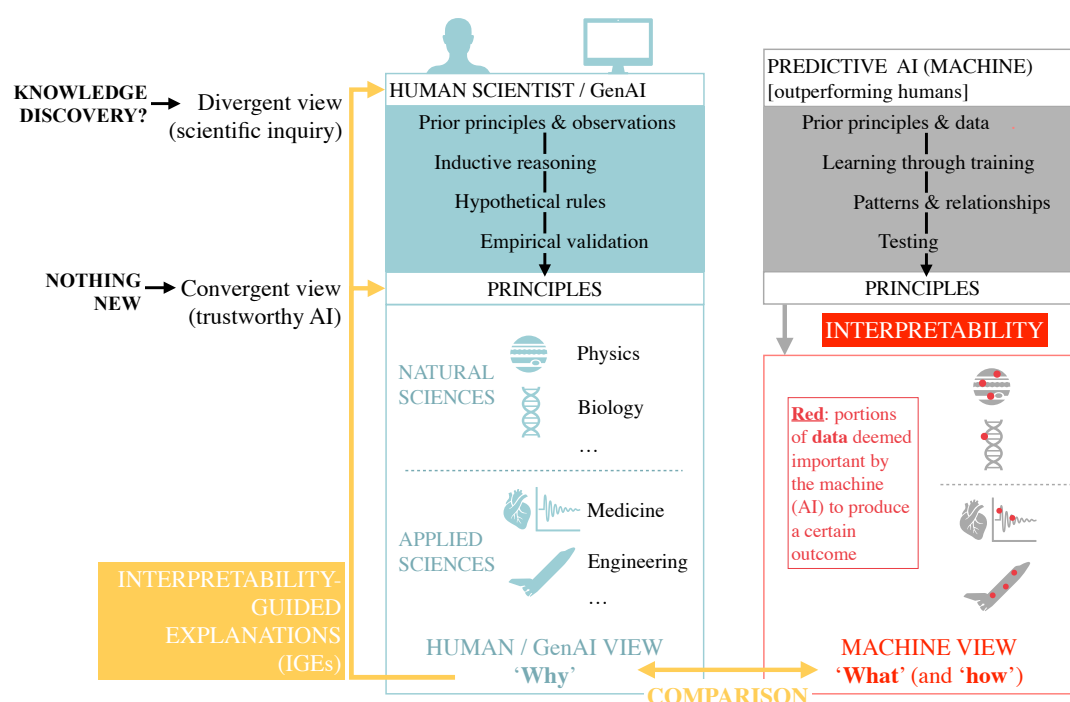 KNOWLEDGE
DISCOVERY?
Divergent view
(scientific inquiry)
NOTHING
NEW
Convergent view
(trustworthy AI)
INTERPRETABILITY-
GUIDED
EXPLANATIONS
(IGEs)
HUMAN SCIENTIST / GenAI
Prior principles & observations
Inductive reasoning
Hypothetical rules
Empirical validation
PRINCIPLES
NATURAL
SCIENCES
Physics
Biology
…
APPLIED
SCIENCES
Medicine
Engineering
…
HUMAN / GenAI VIEW
‘Why’
COMPARISON
PREDICTIVE AI (MACHINE)
[outperforming humans]
Prior principles & data
Learning through training
Patterns & relationships
Testing
PRINCIPLES
INTERPRETABILITY
Red: portions
of data deemed
important by
the machine
(AI) to produce
a certain
outcome
MACHINE VIEW
‘What’ (and ‘how’)